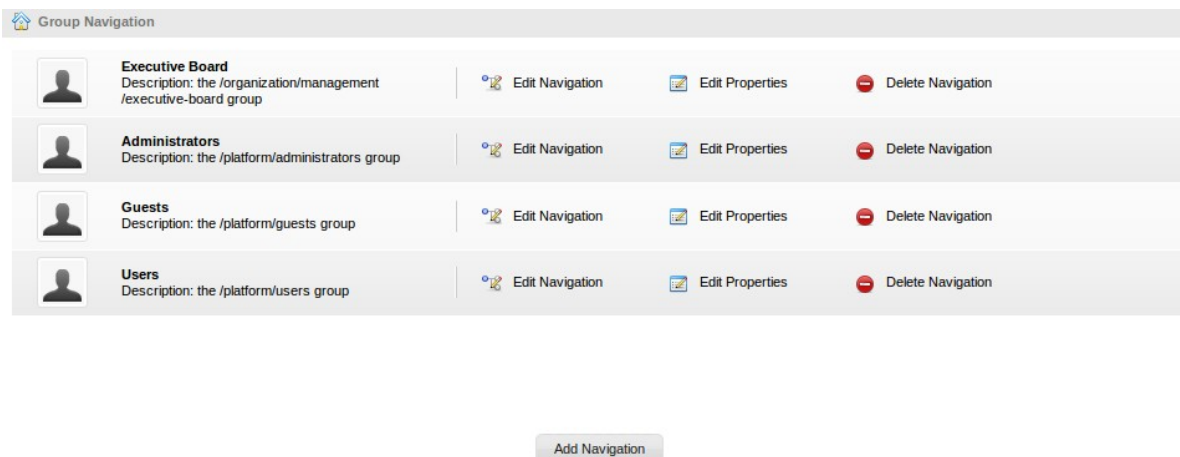 Group Navigation
Executive Board
Description: the /organization/management
/executive-board group
Edit Navigation
Edit Properties
Delete Navigation
Administrators
Description: the /platform/administrators group
Edit Navigation
Edit Properties
Delete Navigation
Guests
Description: the /platform/guests group
Edit Navigation
Edit Properties
Delete Navigation
Users
Description: the /platform/users group
Edit Navigation
Edit Properties
Delete Navigation
Add Navigation